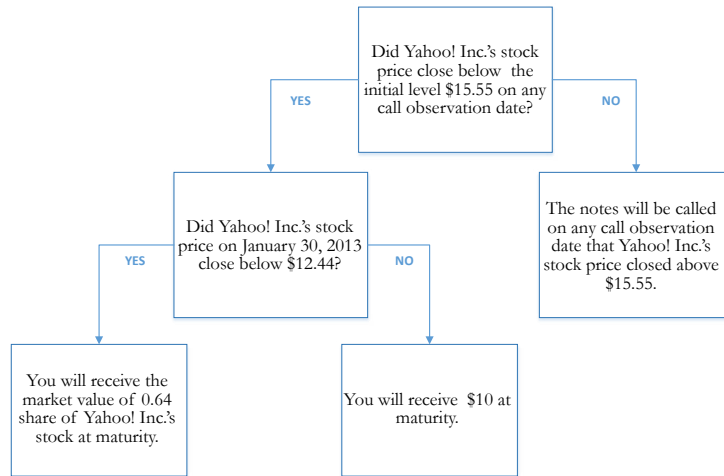 Did Yahoo! Inc.'s stock
price close below the
initial level $15.55 on any
call observation date?
YES
NO
Did Yahoo! Inc.'s stock
price on January 30, 2013
close below $12.44?
The notes will be called
on any call observation
date that Yahoo! Inc.'s
stock price closed above
$15.55.
YES
NO
You will receive the
market value of 0.64
share of Yahoo! Inc.'s
stock at maturity.
You will receive $10 at
maturity.